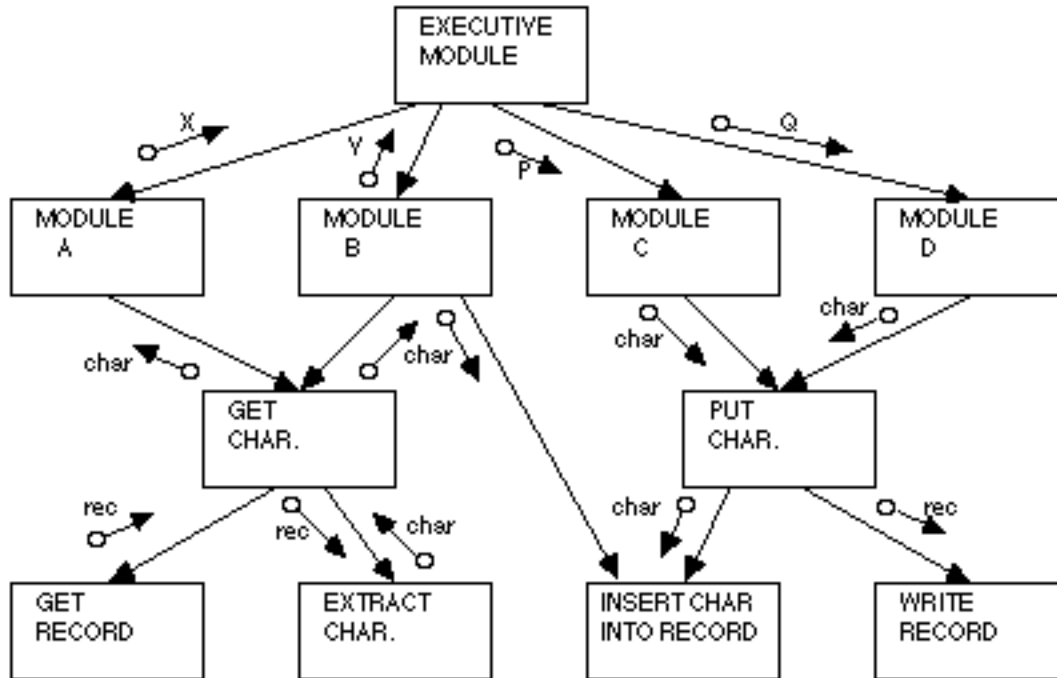 EXECUTIVE
MODULE
X
V
P
Q
MODULE
A
MODULE
B
MODULE
C
MODULE
D
char
char
char
char
GET
CHAR.
PUT
CHAR.
rec
rec
char
char
rec
GET
RECORD
EXTRACT
CHAR.
INSERT CHAR
INTO RECORD
WRITE
RECORD